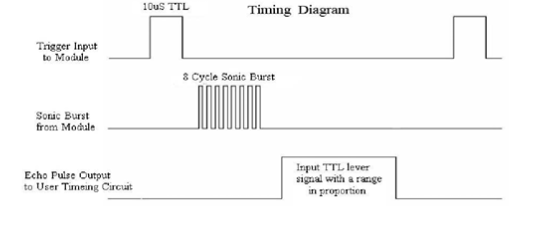 10uS TTL
Timing Diagram
Trigger Input
to Module
8 Cycle Sonic Burst
Sonic Burst
from Module
Echo Pulse Output
to User Timeing Circuit
Input TTL lever
signal with a range
in proportion